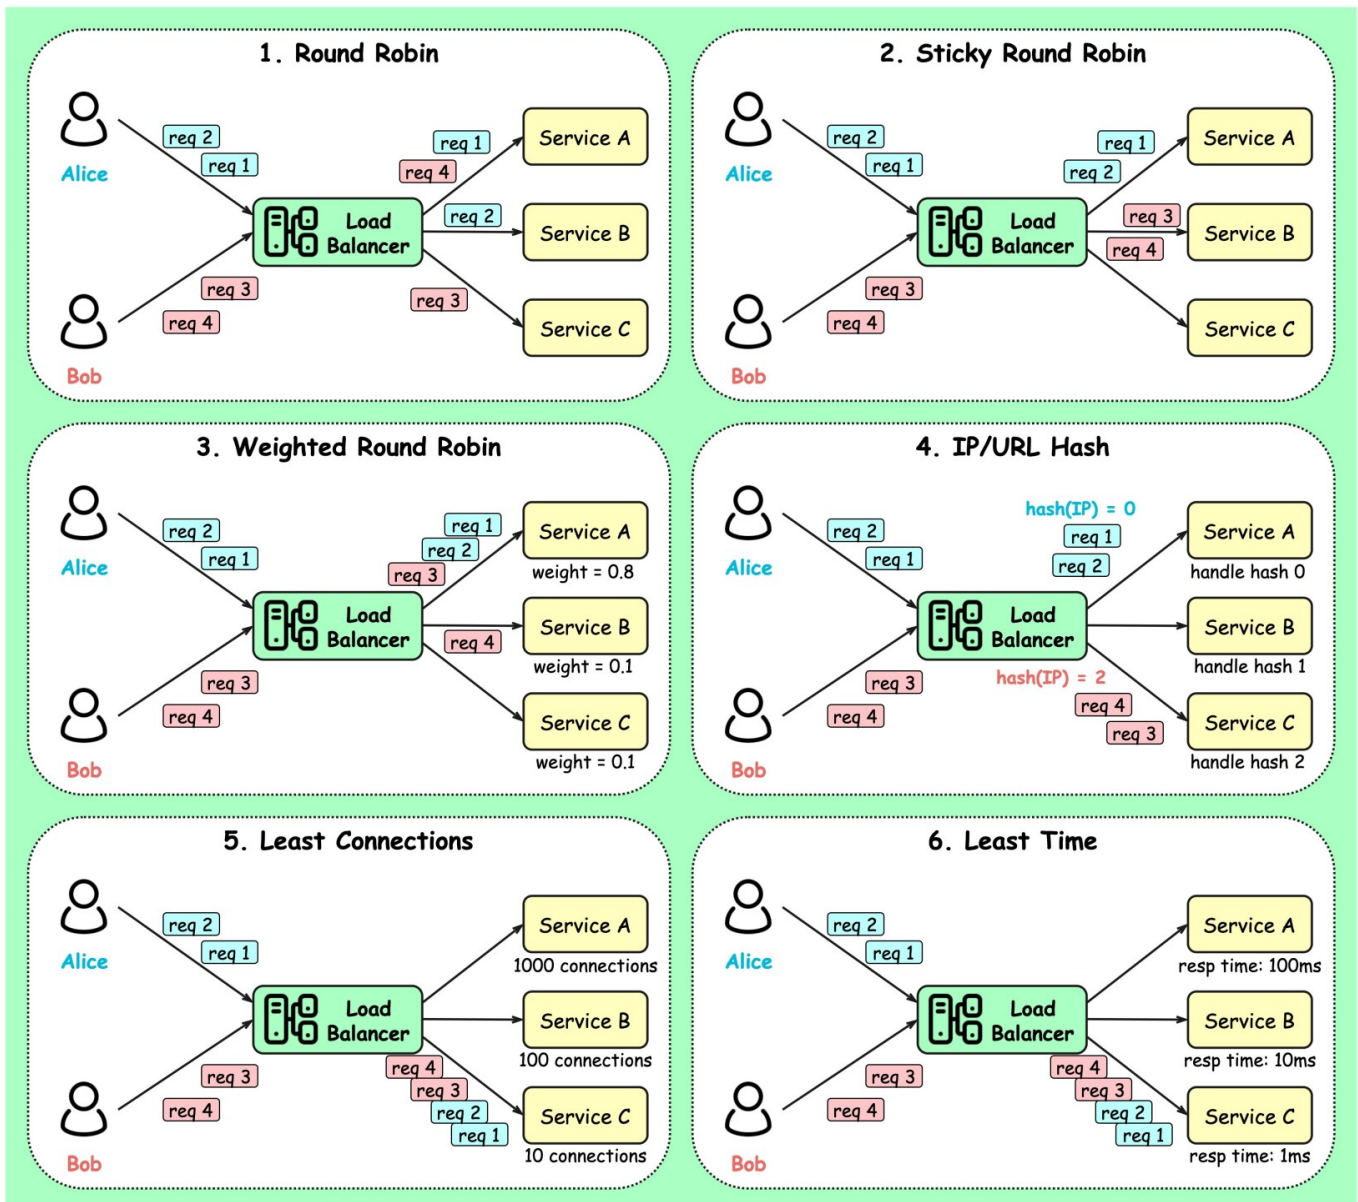 1. Round Robin
Alice
req 2
req 1
Bob
req 3
req 4
Load
Balancer
req 1
req 4
req 2
req 3
Service A
Service B
Service C
2. Sticky Round Robin
Alice
req 2
req 1
Bob
req 3
req 4
Load
Balancer
req 1
req 2
req 3
req 4
Service A
Service B
Service C
3. Weighted Round Robin
Alice
req 2
req 1
Bob
req 3
req 4
Load
Balancer
req 1
req 2
req 3
req 4
Service A
weight = 0.8
Service B
weight = 0.1
Service C
weight = 0.1
4. IP/URL Hash
Alice
req 2
req 1
Bob
req 3
req 4
Load
Balancer
hash(IP) = 0
req 1
req 2
hash(IP) = 2
req 4
req 3
Service A
handle hash 0
Service B
handle hash 1
Service C
handle hash 2
5. Least Connections
Alice
req 2
req 1
Bob
req 3
req 4
Load
Balancer
req 4
req 3
req 2
req 1
Service A
1000 connections
Service B
100 connections
Service C
10 connections
6. Least Time
Alice
req 2
req 1
Bob
req 3
req 4
Load
Balancer
req 4
req 3
req 2
req 1
Service A
resp time: 100ms
Service B
resp time: 10ms
Service C
resp time: 1ms